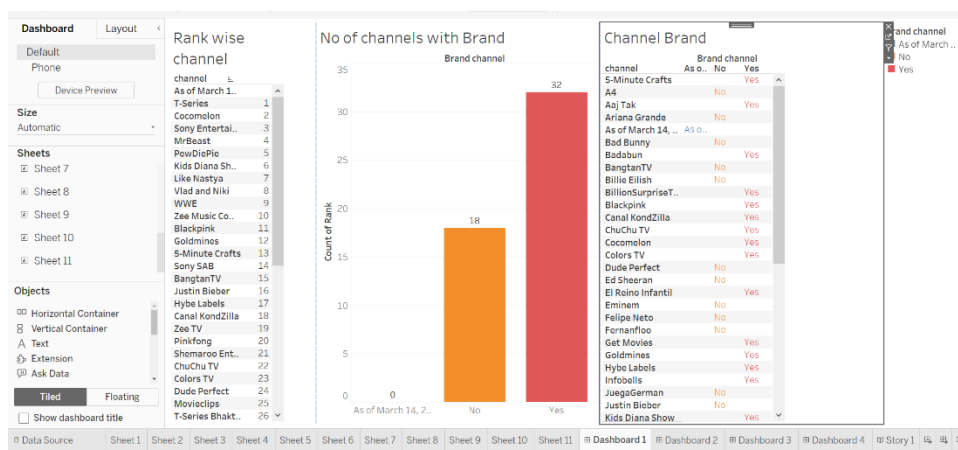 Dashboard Layout
Default
Phone
Device Preview
Size
Automatic
Sheets
Sheet 7
Sheet 8
Sheet 9
Sheet 10
Sheet 11
Objects
Horizontal Container
Vertical Container
Text
Extension
Ask Data
Tiled Floating
Show dashboard title
Rank wise
channel
channel
As of March 1..
T-Series 1
Cocomelon 2
Sony Entertai.. 3
MrBeast 4
PewDiePie 5
Kids Diana Sh.. 6
Like Nastya 7
Vlad and Niki 8
WWE 9
Zee Music Co.. 10
Blackpink 11
Goldmines 12
5-Minute Crafts 13
Sony SAB 14
BangtanTV 15
Justin Bieber 16
Hybe Labels 17
Canal KondZilla 18
Zee TV 19
Pinkfong 20
Shemaroo Ent.. 21
ChuChu TV 22
Colors TV 23
Dude Perfect 24
Movieclips 25
T-Series Bhakt.. 26
No of channels with Brand
Brand channel
35
30
25
20
15
10
5
0
Count of Rank
0
18
32
As of March 14, 2.. No Yes
Channel Brand
Brand channel
channel As o.. No Yes
5-Minute Crafts Yes
A4 No
Aaj Tak Yes
Ariana Grande No
As of March 14, .. As o..
Bad Bunny No
Badabun Yes
BangtanTV No
Billie Eilish No
BillionSurpriseT.. Yes
Blackpink Yes
Canal KondZilla Yes
ChuChu TV Yes
Cocomelon Yes
Colors TV Yes
Dude Perfect No
Ed Sheeran No
El Reino Infantil Yes
Eminem No
Felipe Neto No
Fernanfloo No
Get Movies Yes
Goldmines Yes
Hybe Labels Yes
Infobells Yes
JuegaGerman No
Justin Bieber No
Kids Diana Show Yes
rand channel
As of March ..
No
Yes
Data Source Sheet 1 Sheet 2 Sheet 3 Sheet 4 Sheet 5 Sheet 6 Sheet 7 Sheet 8 Sheet 9 Sheet 10 Sheet 11 Dashboard 1 Dashboard 2 Dashboard 3 Dashboard 4 Story 1